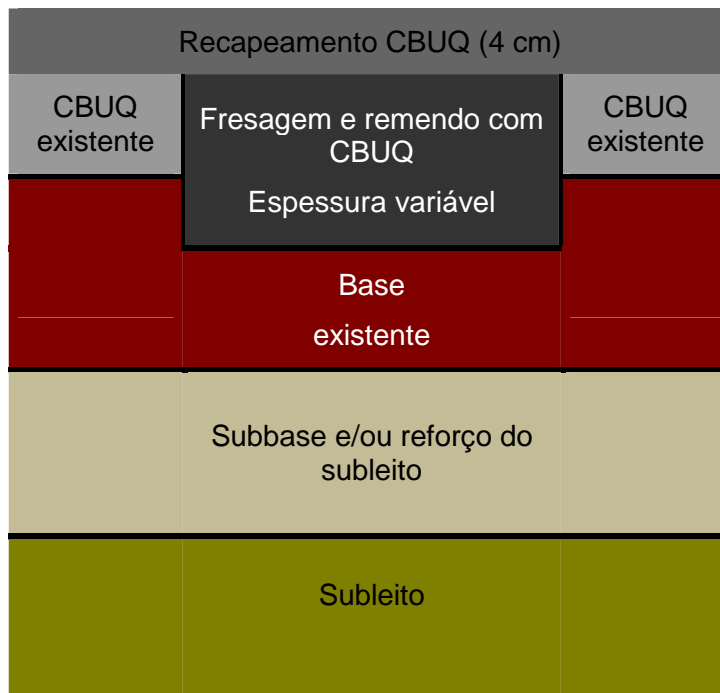 Recapeamento CBUQ (4 cm)
CBUQ
existente
Fresagem e remendo com
CBUQ
Espessura variável
CBUQ
existente
Base
existente
Subbase e/ou reforço do
subleito
Subleito